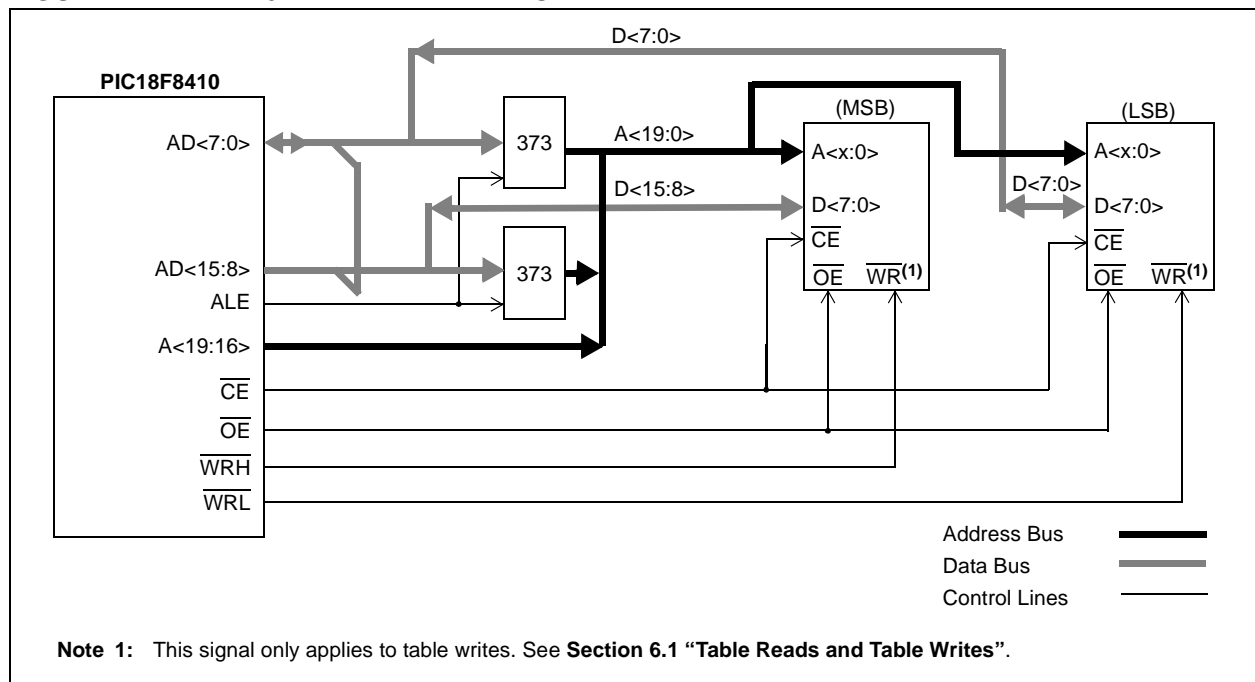 D<7:0>
PIC18F8410
(MSB)
(LSB)
AD<7:0>
373
A<19:0>
A<x:0>
A<x:0>
D<15:8>
D<7:0>
D<7:0>
D<7:0>
CE
CE
AD<15:8>
373
OE
WR(1)
OE
WR(1)
ALE
A<19:16>
CE
OE
WRH
WRL
Address Bus
Data Bus
Control Lines
Note 1: This signal only applies to table writes. See Section 6.1 “Table Reads and Table Writes”.